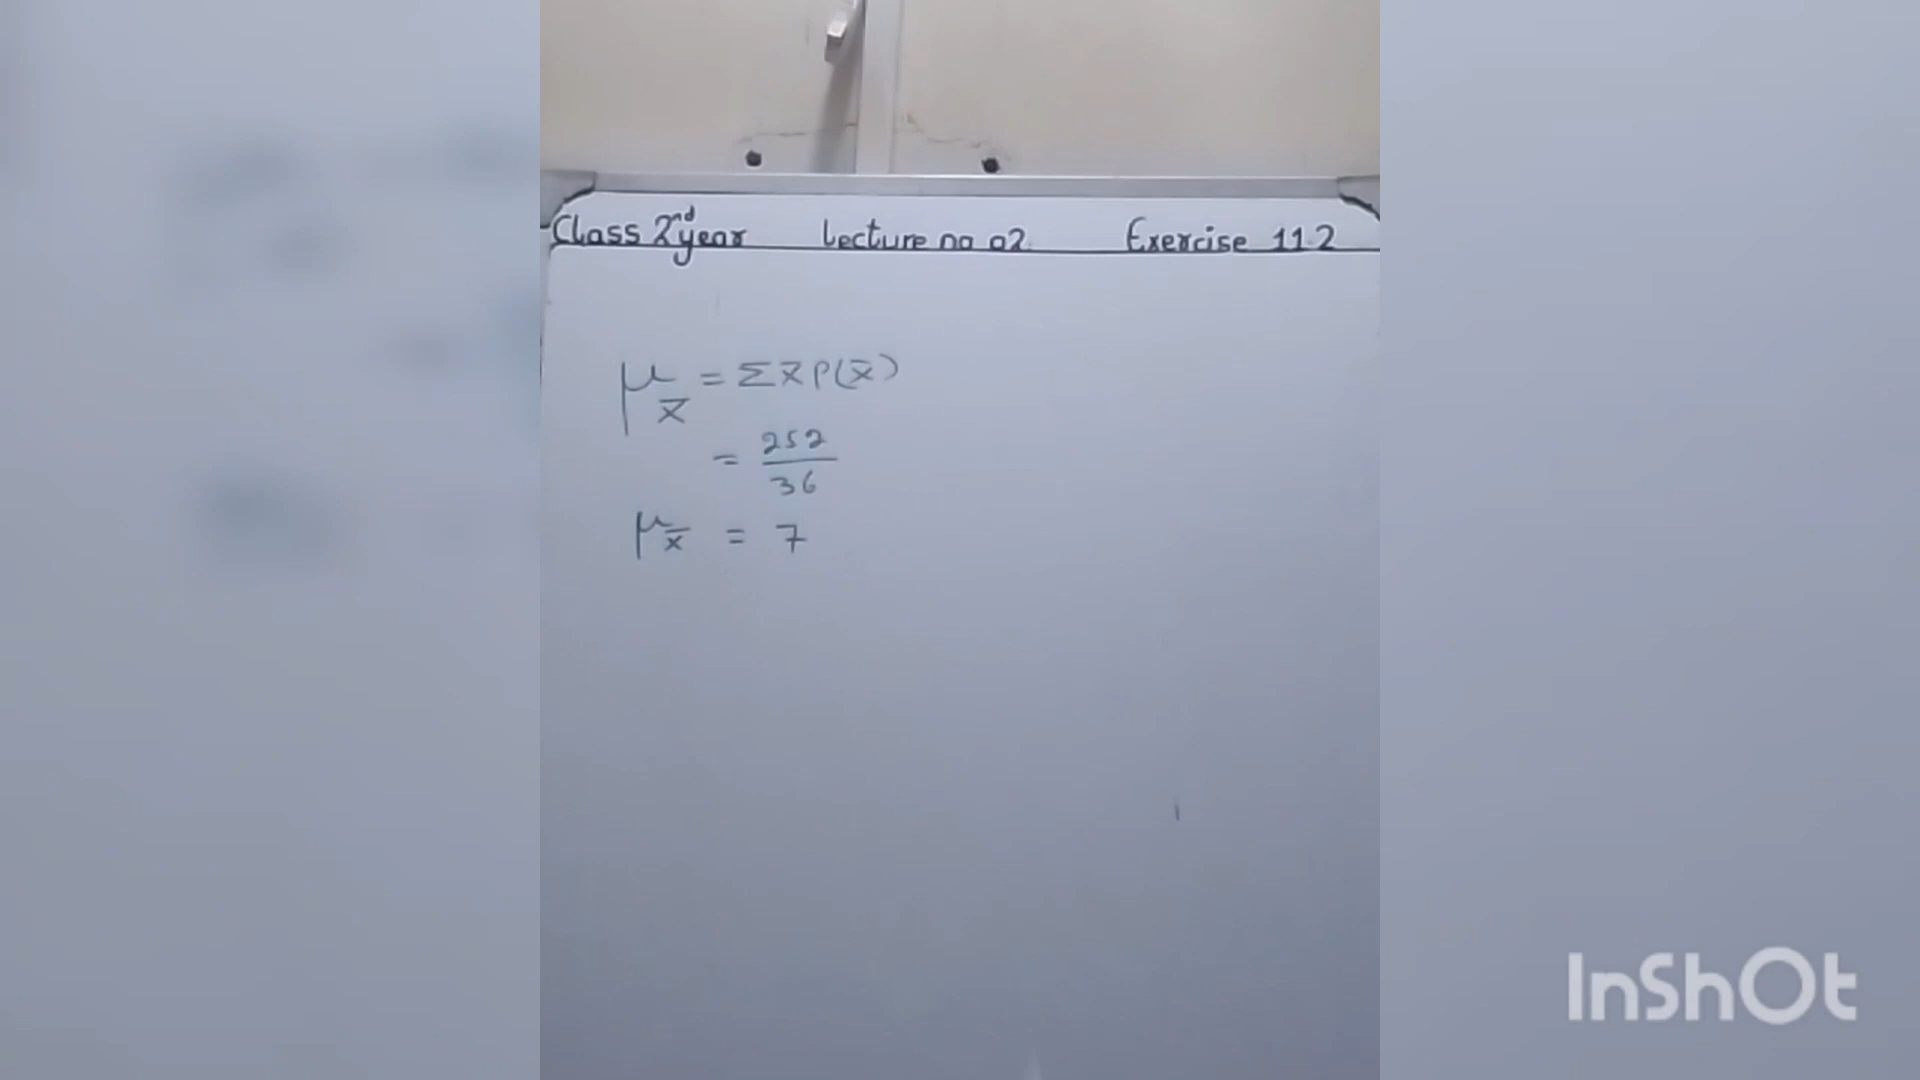 Class 2nd year Lecture no 02 Exercise 11.2
μx̄ = Σx̄P(x̄)
= 252/36
μx̄ = 7
InShOt